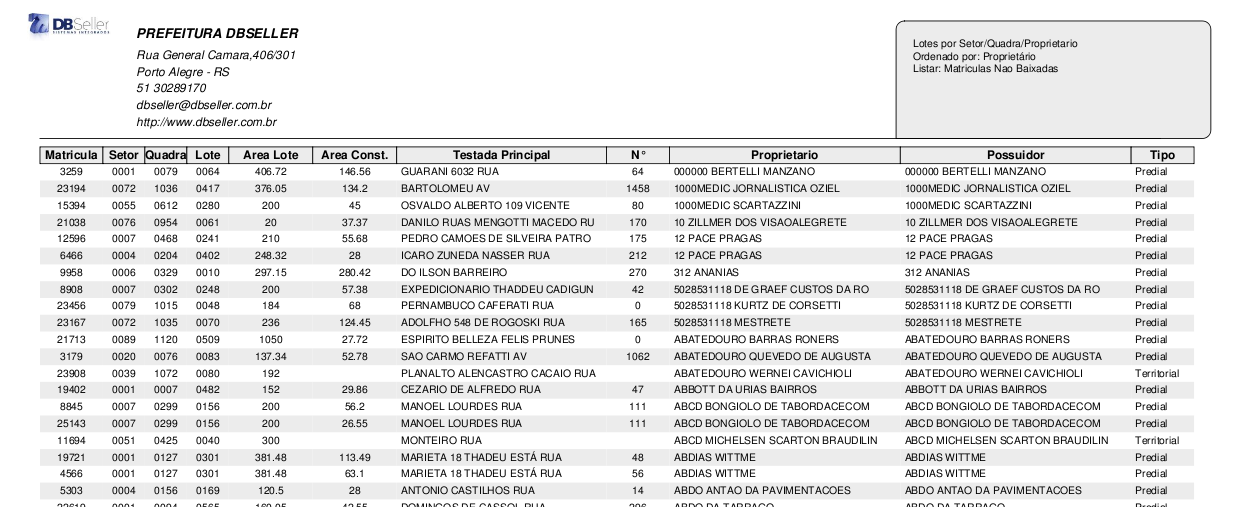 DBSeller
SISTEMAS INTEGRADOS
PREFEITURA DBSELLER
Rua General Camara,406/301
Porto Alegre - RS
51 30289170
dbseller@dbseller.com.br
http://www.dbseller.com.br
Lotes por Setor/Quadra/Proprietario
Ordenado por: Proprietário
Listar: Matriculas Nao Baixadas
Matricula Setor Quadra Lote Area Lote Area Const. Testada Principal N° Proprietario Possuidor Tipo
3259 0001 0079 0064 406.72 146.56 GUARANI 6032 RUA 64 000000 BERTELLI MANZANO 000000 BERTELLI MANZANO Predial
23194 0072 1036 0417 376.05 134.2 BARTOLOMEU AV 1458 1000MEDIC JORNALISTICA OZIEL 1000MEDIC JORNALISTICA OZIEL Predial
15394 0055 0612 0280 200 45 OSVALDO ALBERTO 109 VICENTE 80 1000MEDIC SCARTAZZINI 1000MEDIC SCARTAZZINI Predial
21038 0076 0954 0061 20 37.37 DANILO RUAS MENGOTTI MACEDO RU 170 10 ZILLMER DOS VISAOALEGRETE 10 ZILLMER DOS VISAOALEGRETE Predial
12596 0007 0468 0241 210 55.68 PEDRO CAMOES DE SILVEIRA PATRO 175 12 PACE PRAGAS 12 PACE PRAGAS Predial
6466 0004 0204 0402 248.32 28 ICARO ZUNEDA NASSER RUA 212 12 PACE PRAGAS 12 PACE PRAGAS Predial
9958 0006 0329 0010 297.15 280.42 DO ILSON BARREIRO 270 312 ANANIAS 312 ANANIAS Predial
8908 0007 0302 0248 200 57.38 EXPEDICIONARIO THADDEU CADIGUN 42 5028531118 DE GRAEF CUSTOS DA RO 5028531118 DE GRAEF CUSTOS DA RO Predial
23456 0079 1015 0048 184 68 PERNAMBUCO CAFERATI RUA 0 5028531118 KURTZ DE CORSETTI 5028531118 KURTZ DE CORSETTI Predial
23167 0072 1035 0070 236 124.45 ADOLFHO 548 DE ROGOSKI RUA 165 5028531118 MESTRETE 5028531118 MESTRETE Predial
21713 0089 1120 0509 1050 27.72 ESPIRITO BELLEZA FELIS PRUNES 0 ABATEDOURO BARRAS RONERS ABATEDOURO BARRAS RONERS Predial
3179 0020 0076 0083 137.34 52.78 SAO CARMO REFATTI AV 1062 ABATEDOURO QUEVEDO DE AUGUSTA ABATEDOURO QUEVEDO DE AUGUSTA Predial
23908 0039 1072 0080 192 PLANALTO ALENCASTRO CACAIO RUA ABATEDOURO WERNEI CAVICHIOLI ABATEDOURO WERNEI CAVICHIOLI Territorial
19402 0001 0007 0482 152 29.86 CEZARIO DE ALFREDO RUA 47 ABBOTT DA URIAS BAIRROS ABBOTT DA URIAS BAIRROS Predial
8845 0007 0299 0156 200 56.2 MANOEL LOURDES RUA 111 ABCD BONGIOLO DE TABORDACECOM ABCD BONGIOLO DE TABORDACECOM Predial
25143 0007 0299 0156 200 26.55 MANOEL LOURDES RUA 111 ABCD BONGIOLO DE TABORDACECOM ABCD BONGIOLO DE TABORDACECOM Predial
11694 0051 0425 0040 300 MONTEIRO RUA ABCD MICHELSEN SCARTON BRAUDILIN ABCD MICHELSEN SCARTON BRAUDILIN Territorial
19721 0001 0127 0301 381.48 113.49 MARIETA 18 THADEU ESTÁ RUA 48 ABDIAS WITTME ABDIAS WITTME Predial
4566 0001 0127 0301 381.48 63.1 MARIETA 18 THADEU ESTÁ RUA 56 ABDIAS WITTME ABDIAS WITTME Predial
5303 0004 0156 0169 120.5 28 ANTONIO CASTILHOS RUA 14 ABDO ANTAO DA PAVIMENTACOES ABDO ANTAO DA PAVIMENTACOES Predial